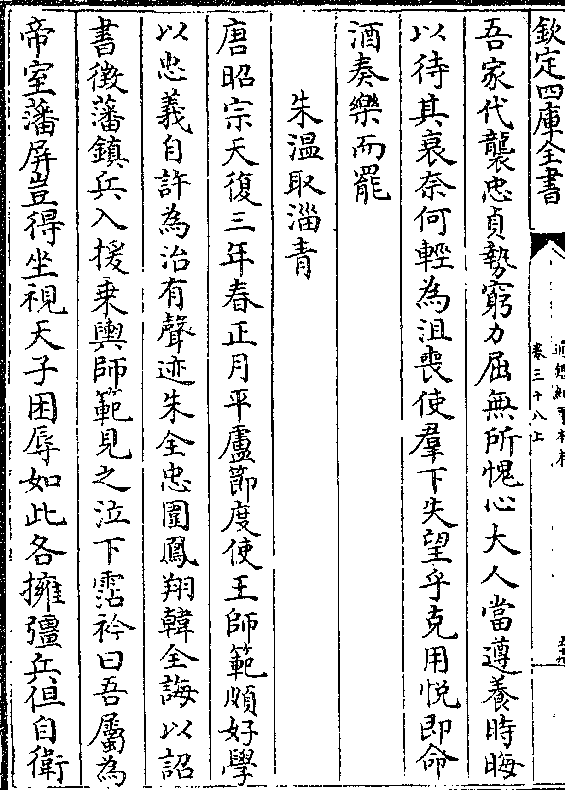 欽定四庫全書
卷三十八上
吾家代襲忠貞勢窮力屈無所愧心大人當遵養時晦
以待其衰奈何輕為沮喪使羣下失望乎克用悅即命
酒奏樂而罷
朱温取淄青
唐昭宗天復三年春正月平盧節度使王師範頗好學
以忠義自許為治有聲迹朱全忠圍鳳翔韓全誨以詔
書徴藩鎮兵入援乗輿師範見之泣下霑衿曰吾屬為
帝室藩屏豈得坐視天子困辱如此各擁彊兵但自衛